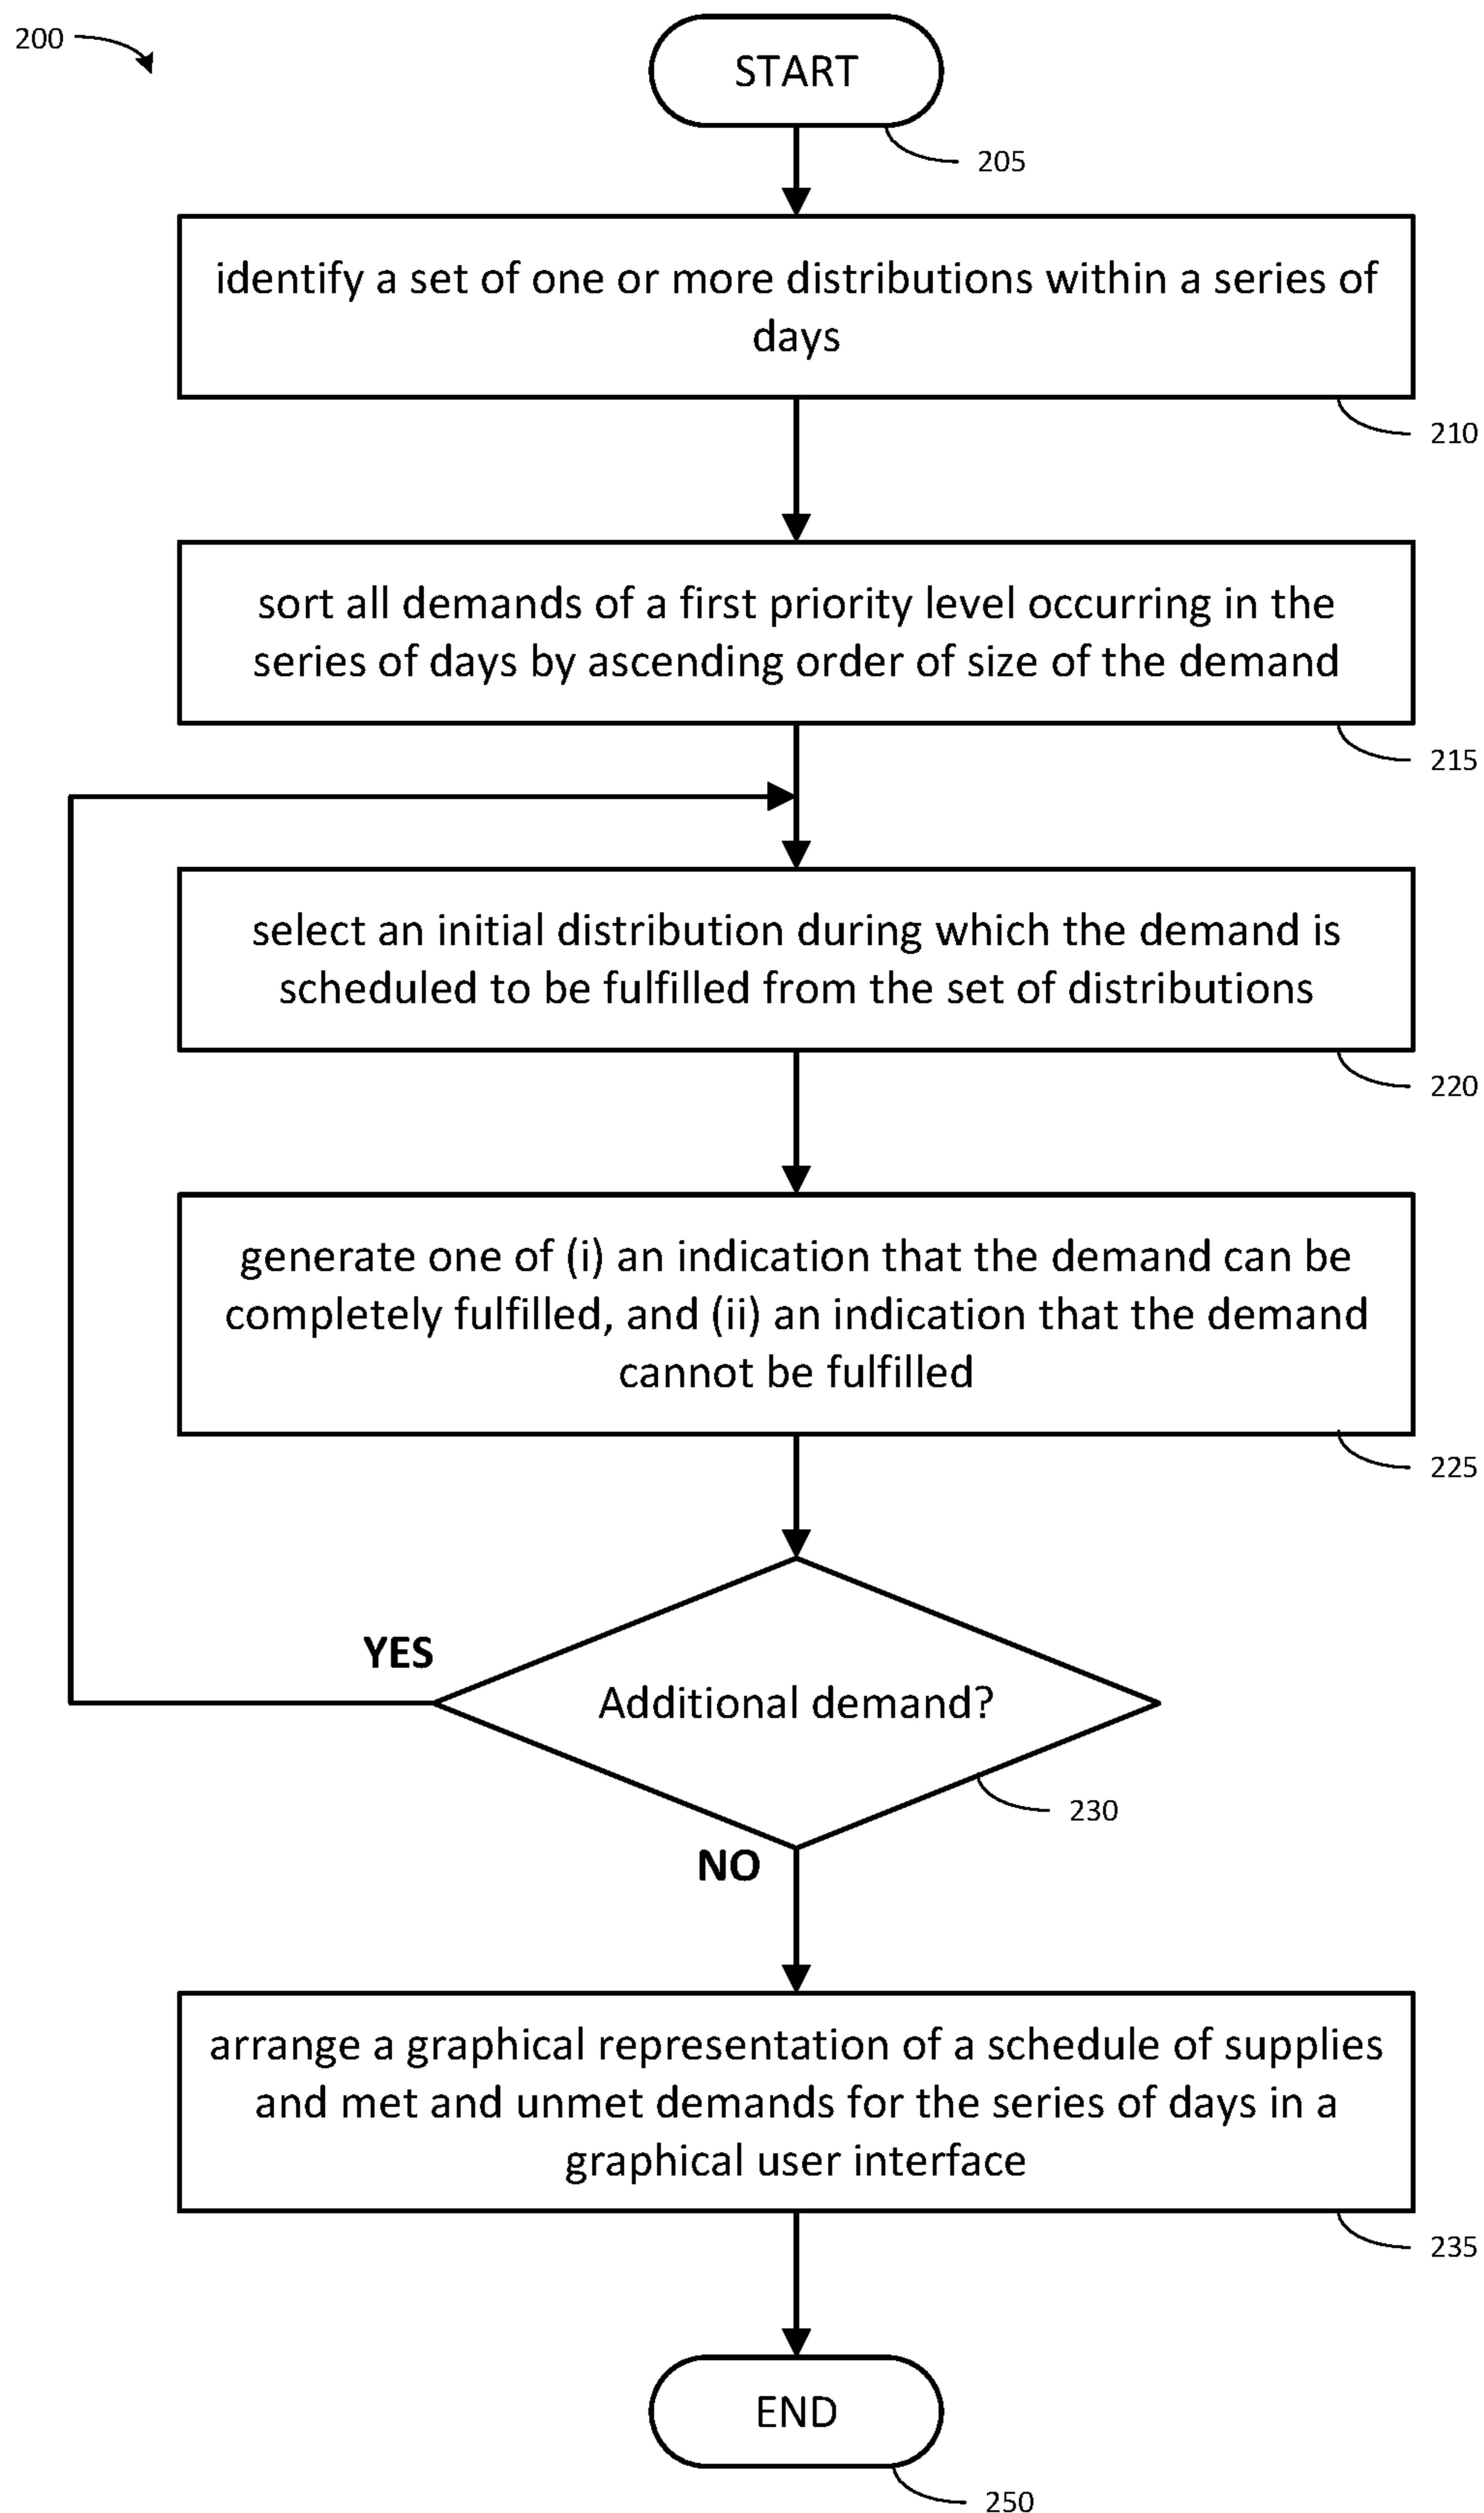 200
START
205
identify a set of one or more distributions within a series of
days
210
sort all demands of a first priority level occurring in the
series of days by ascending order of size of the demand
215
select an initial distribution during which the demand is
scheduled to be fulfilled from the set of distributions
220
generate one of (i) an indication that the demand can be
completely fulfilled, and (ii) an indication that the demand
cannot be fulfilled
225
YES
Additional demand?
230
NO
arrange a graphical representation of a schedule of supplies
and met and unmet demands for the series of days in a
graphical user interface
235
END
250